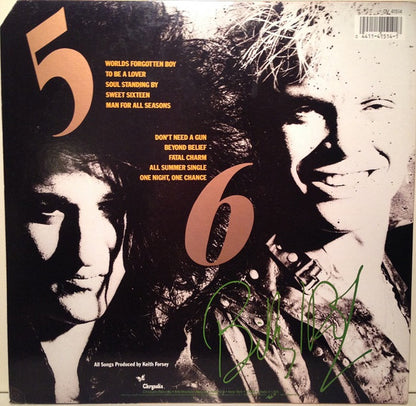 5
WORLDS FORGOTTEN BOY
TO BE A LOVER
SOUL STANDING BY
SWEET SIXTEEN
MAN FOR ALL SEASONS
DON'T NEED A GUN
BEYOND BELIEF
FATAL CHARM
ALL SUMMER SINGLE
ONE NIGHT, ONE CHANCE
6
Billy Idol
All Songs Produced by Keith Forsey
Chrysalis